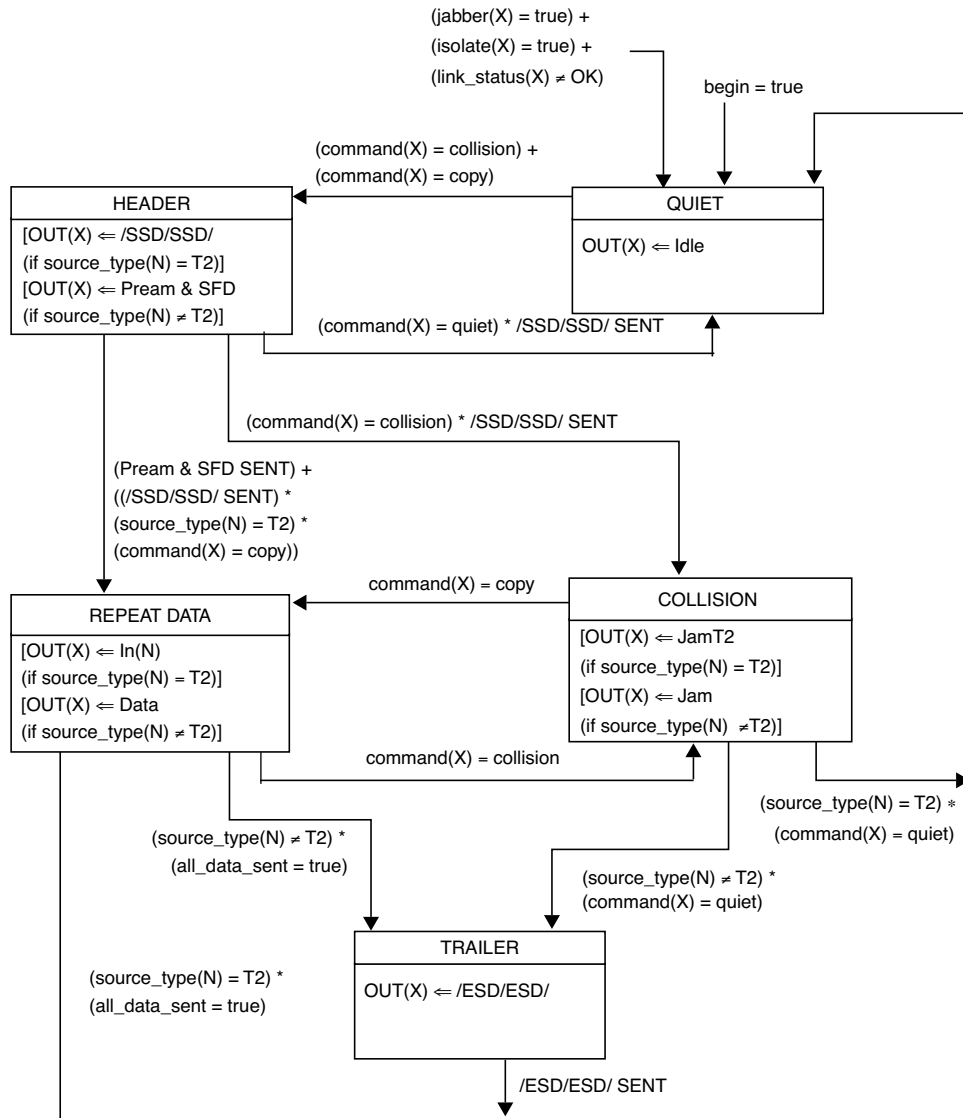 (jabber(X) = true) +
(isolate(X) = true) +
(link_status(X) ≠ OK)
begin = true
(command(X) = collision) +
(command(X) = copy)
HEADER
[OUT(X) ⇐ /SSD/SSD/
(if source_type(N) = T2)]
[OUT(X) ⇐ Pream & SFD
(if source_type(N) ≠ T2)]
QUIET
OUT(X) ⇐ Idle
(command(X) = quiet) * /SSD/SSD/ SENT
(command(X) = collision) * /SSD/SSD/ SENT
(Pream & SFD SENT) +
((/SSD/SSD/ SENT) *
(source_type(N) = T2) *
(command(X) = copy))
command(X) = copy
REPEAT DATA
[OUT(X) ⇐ In(N)
(if source_type(N) = T2)]
[OUT(X) ⇐ Data
(if source_type(N) ≠ T2)]
COLLISION
[OUT(X) ⇐ JamT2
(if source_type(N) = T2)]
[OUT(X) ⇐ Jam
(if source_type(N) ≠T2)]
command(X) = collision
(source_type(N) = T2) *
(command(X) = quiet)
(source_type(N) ≠ T2) *
(all_data_sent = true)
(source_type(N) ≠ T2) *
(command(X) = quiet)
TRAILER
OUT(X) ⇐ /ESD/ESD/
(source_type(N) = T2) *
(all_data_sent = true)
/ESD/ESD/ SENT